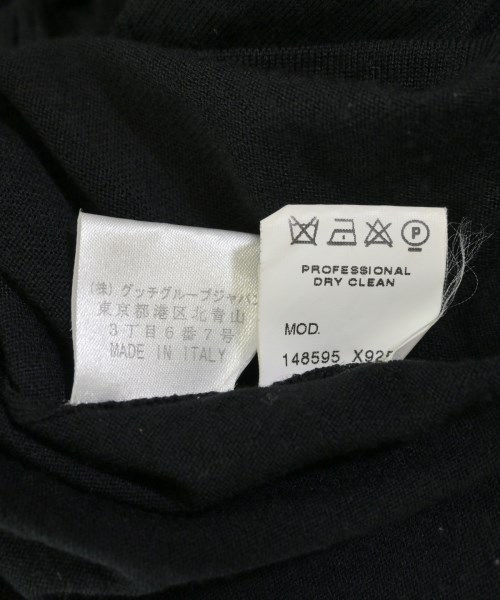 (株)グッチグループジャパン
東京都港区北青山
3丁目6番7号
MADE IN ITALY
P
PROFESSIONAL
DRY CLEAN
MOD.
148595 X925